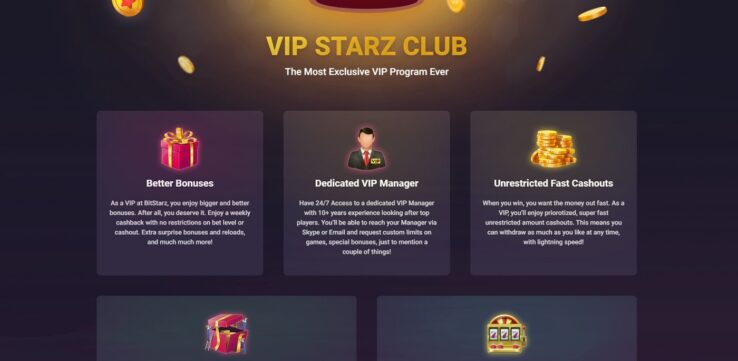 VIP STARZ CLUB
The Most Exclusive VIP Program Ever
Better Bonuses
As a VIP at BitStarz, you enjoy bigger and better
bonuses. After all, you deserve it. Enjoy a weekly
cashback with no restrictions on bet level or
cashout. Extra surprise bonuses and reloads,
and much much more!
VIP
Dedicated VIP Manager
Have 24/7 Access to a dedicated VIP Manager
with 10+ years experience looking after top
players. You'll be able to reach your Manager via
Skype or Email and request custom limits on
games, special bonuses, just to mention a
couple of things!
Unrestricted Fast Cashouts
When you win, you want the money out fast. As a
VIP, you'll enjoy prioretized, super fast
unrestricted amount cashouts. This means you
can withdraw as much as you like at any time,
with lightning speed!